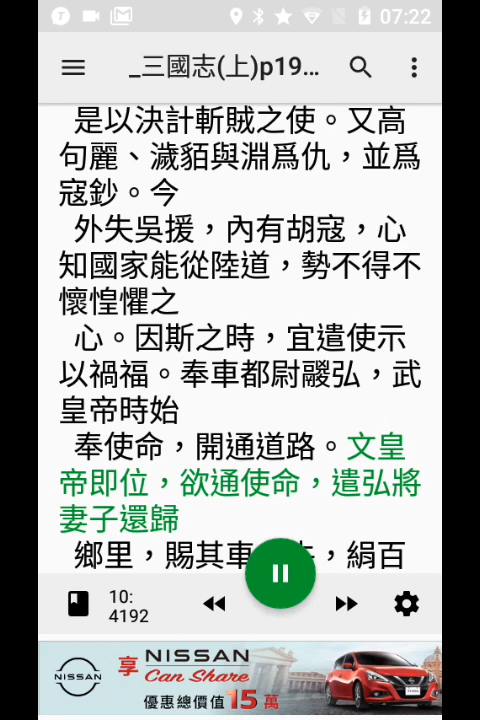 07:22
_三國志(上)p19...
是以決計斬賊之使。又高
句麗、濊貊與淵爲仇，並爲
寇鈔。今
外失吳援，內有胡寇，心
知國家能從陸道，勢不得不
懷惶懼之
心。因斯之時，宜遣使示
以禍福。奉車都尉鬷弘，武
皇帝時始
奉使命，開通道路。文皇
帝即位，欲通使命，遣弘將
妻子還歸
鄉里，賜其車、牛，絹百
10:
4192
NISSAN
享 NISSAN
Can Share
優惠總價值15萬